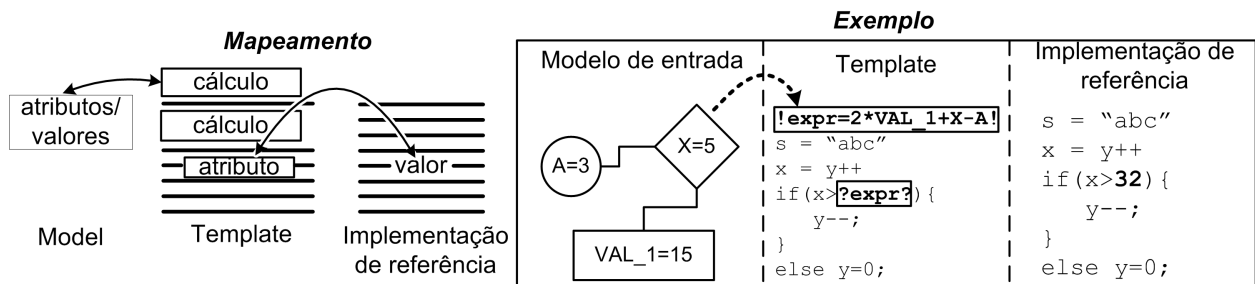 Mapeamento
cálculo
atributos/
valores
cálculo
atributo
valor
Model
Template
Implementação
de referência
Exemplo
Modelo de entrada
A=3
X=5
VAL_1=15
Template
!expr=2*VAL_1+X-A!
s = “abc”
x = y++
if(x>?expr?){
y--;
}
else y=0;
Implementação de
referência
s = “abc”
x = y++
if(x>32){
y--;
}
else y=0;